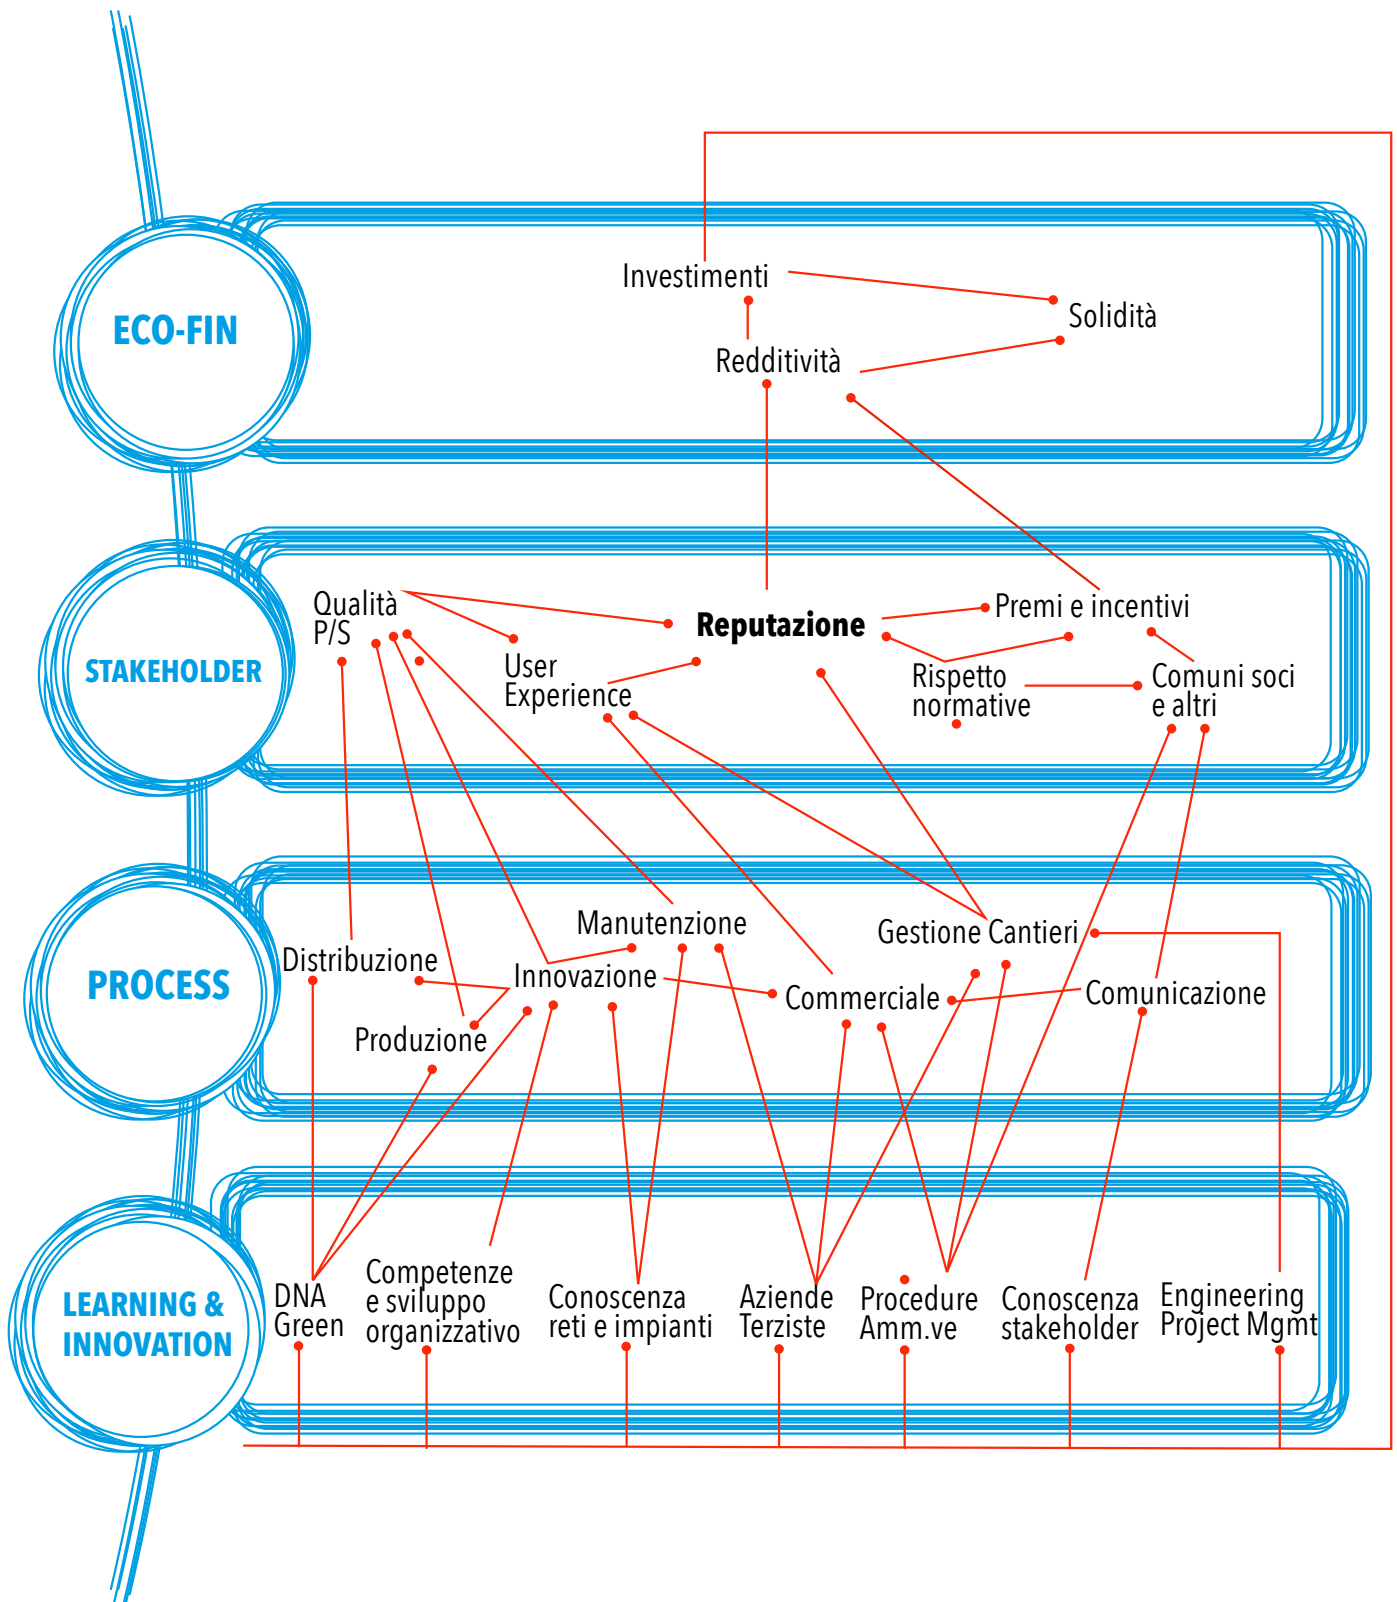 ECO-FIN
Investimenti
Solidità
Redditività
STAKEHOLDER
Qualità
P/S
User
Experience
Reputazione
Premi e incentivi
Rispetto
normative
Comuni soci
e altri
PROCESS
Distribuzione
Produzione
Innovazione
Manutenzione
Commerciale
Gestione Cantieri
Comunicazione
LEARNING &
INNOVATION
DNA
Green
Competenze
e sviluppo
organizzativo
Conoscenza
reti e impianti
Aziende
Terziste
Procedure
Amm.ve
Conoscenza
stakeholder
Engineering
Project Mgmt